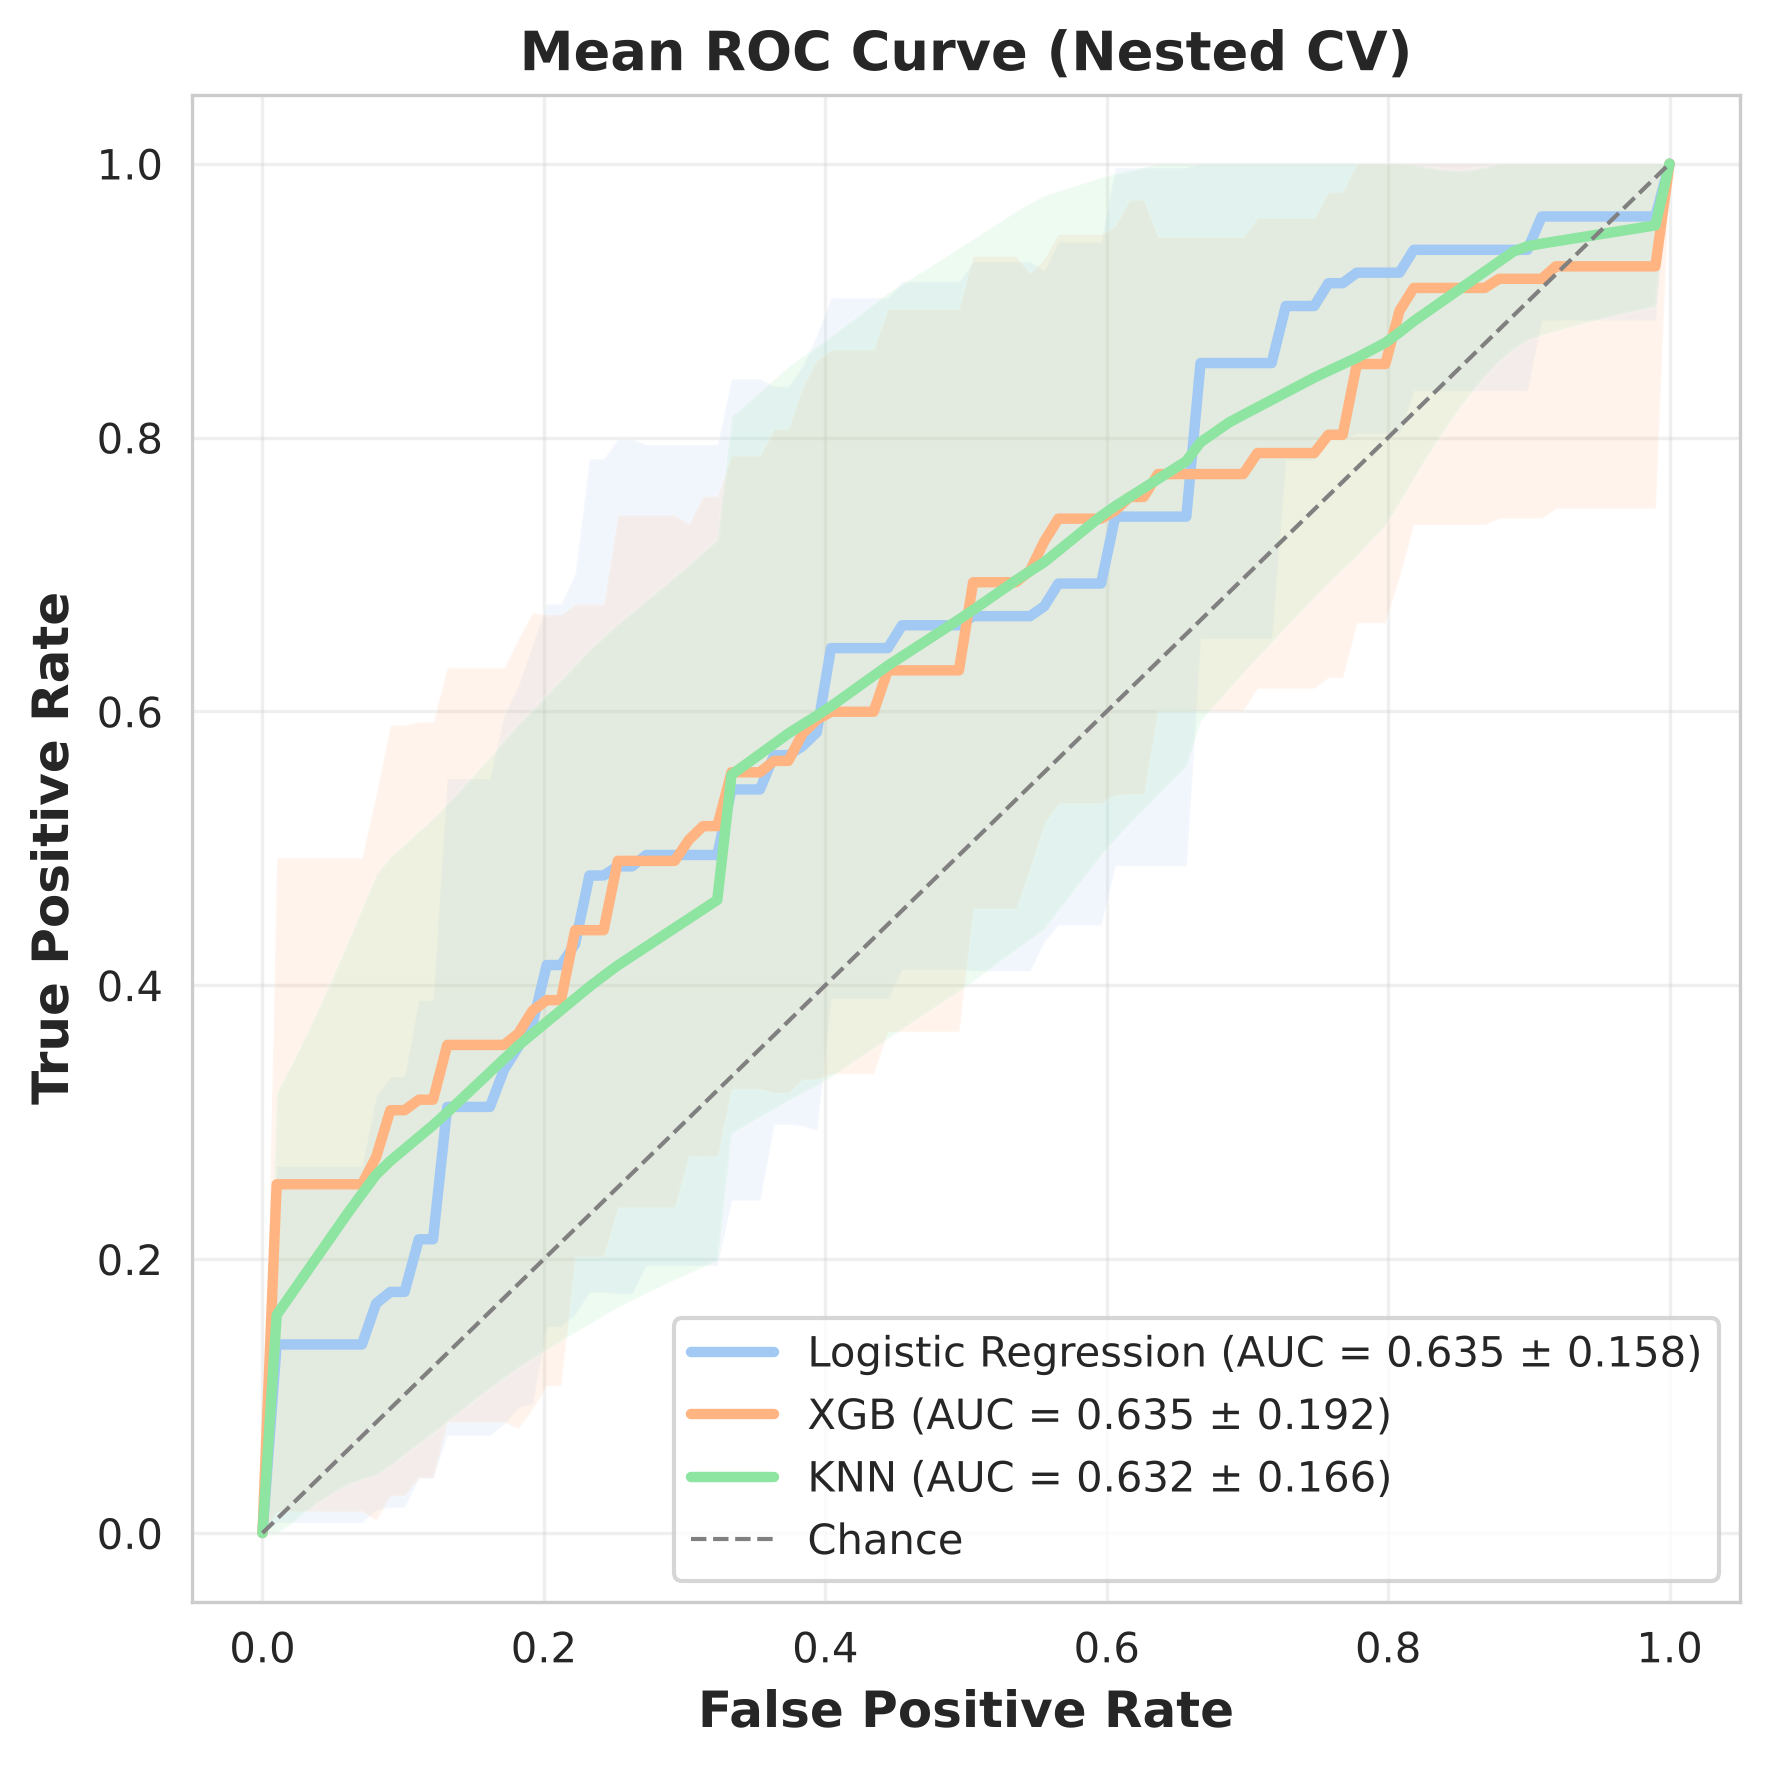 Mean ROC Curve (Nested CV)
True Positive Rate
1.0
0.8
0.6
0.4
0.2
0.0
Logistic Regression (AUC = 0.635 ± 0.158)
XGB (AUC = 0.635 ± 0.192)
KNN (AUC = 0.632 ± 0.166)
Chance
0.0 0.2 0.4 0.6 0.8 1.0
False Positive Rate